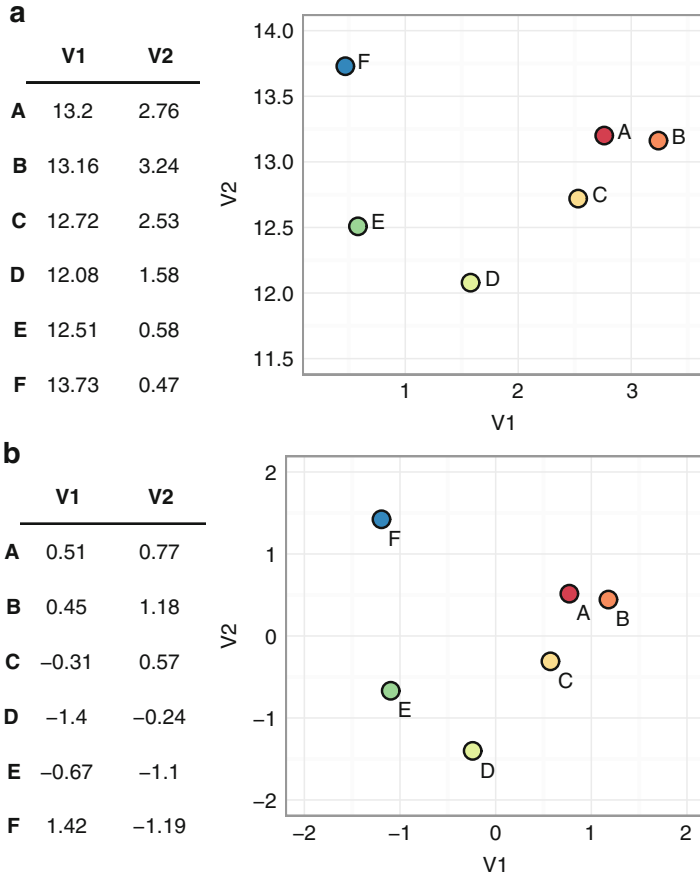 a
V1 V2
A 13.2 2.76
B 13.16 3.24
C 12.72 2.53
D 12.08 1.58
E 12.51 0.58
F 13.73 0.47
14.0
13.5
13.0
12.5
12.0
11.5
V2
F
A
B
C
E
D
1 2 3
V1
b
V1 V2
A 0.51 0.77
B 0.45 1.18
C −0.31 0.57
D −1.4 −0.24
E −0.67 −1.1
F 1.42 −1.19
2
1
0
−1
−2
V2
F
A
B
C
E
D
−2 −1 0 1 2
V1